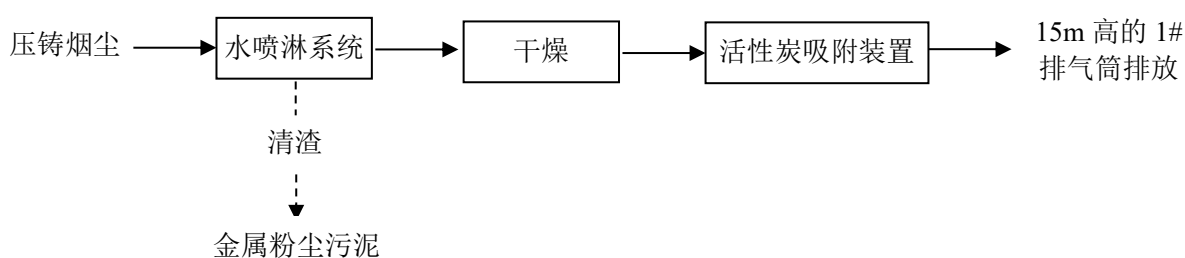 压铸烟尘
水喷淋系统
干燥
活性炭吸附装置
15m 高的 1#
排气筒排放
清渣
金属粉尘污泥